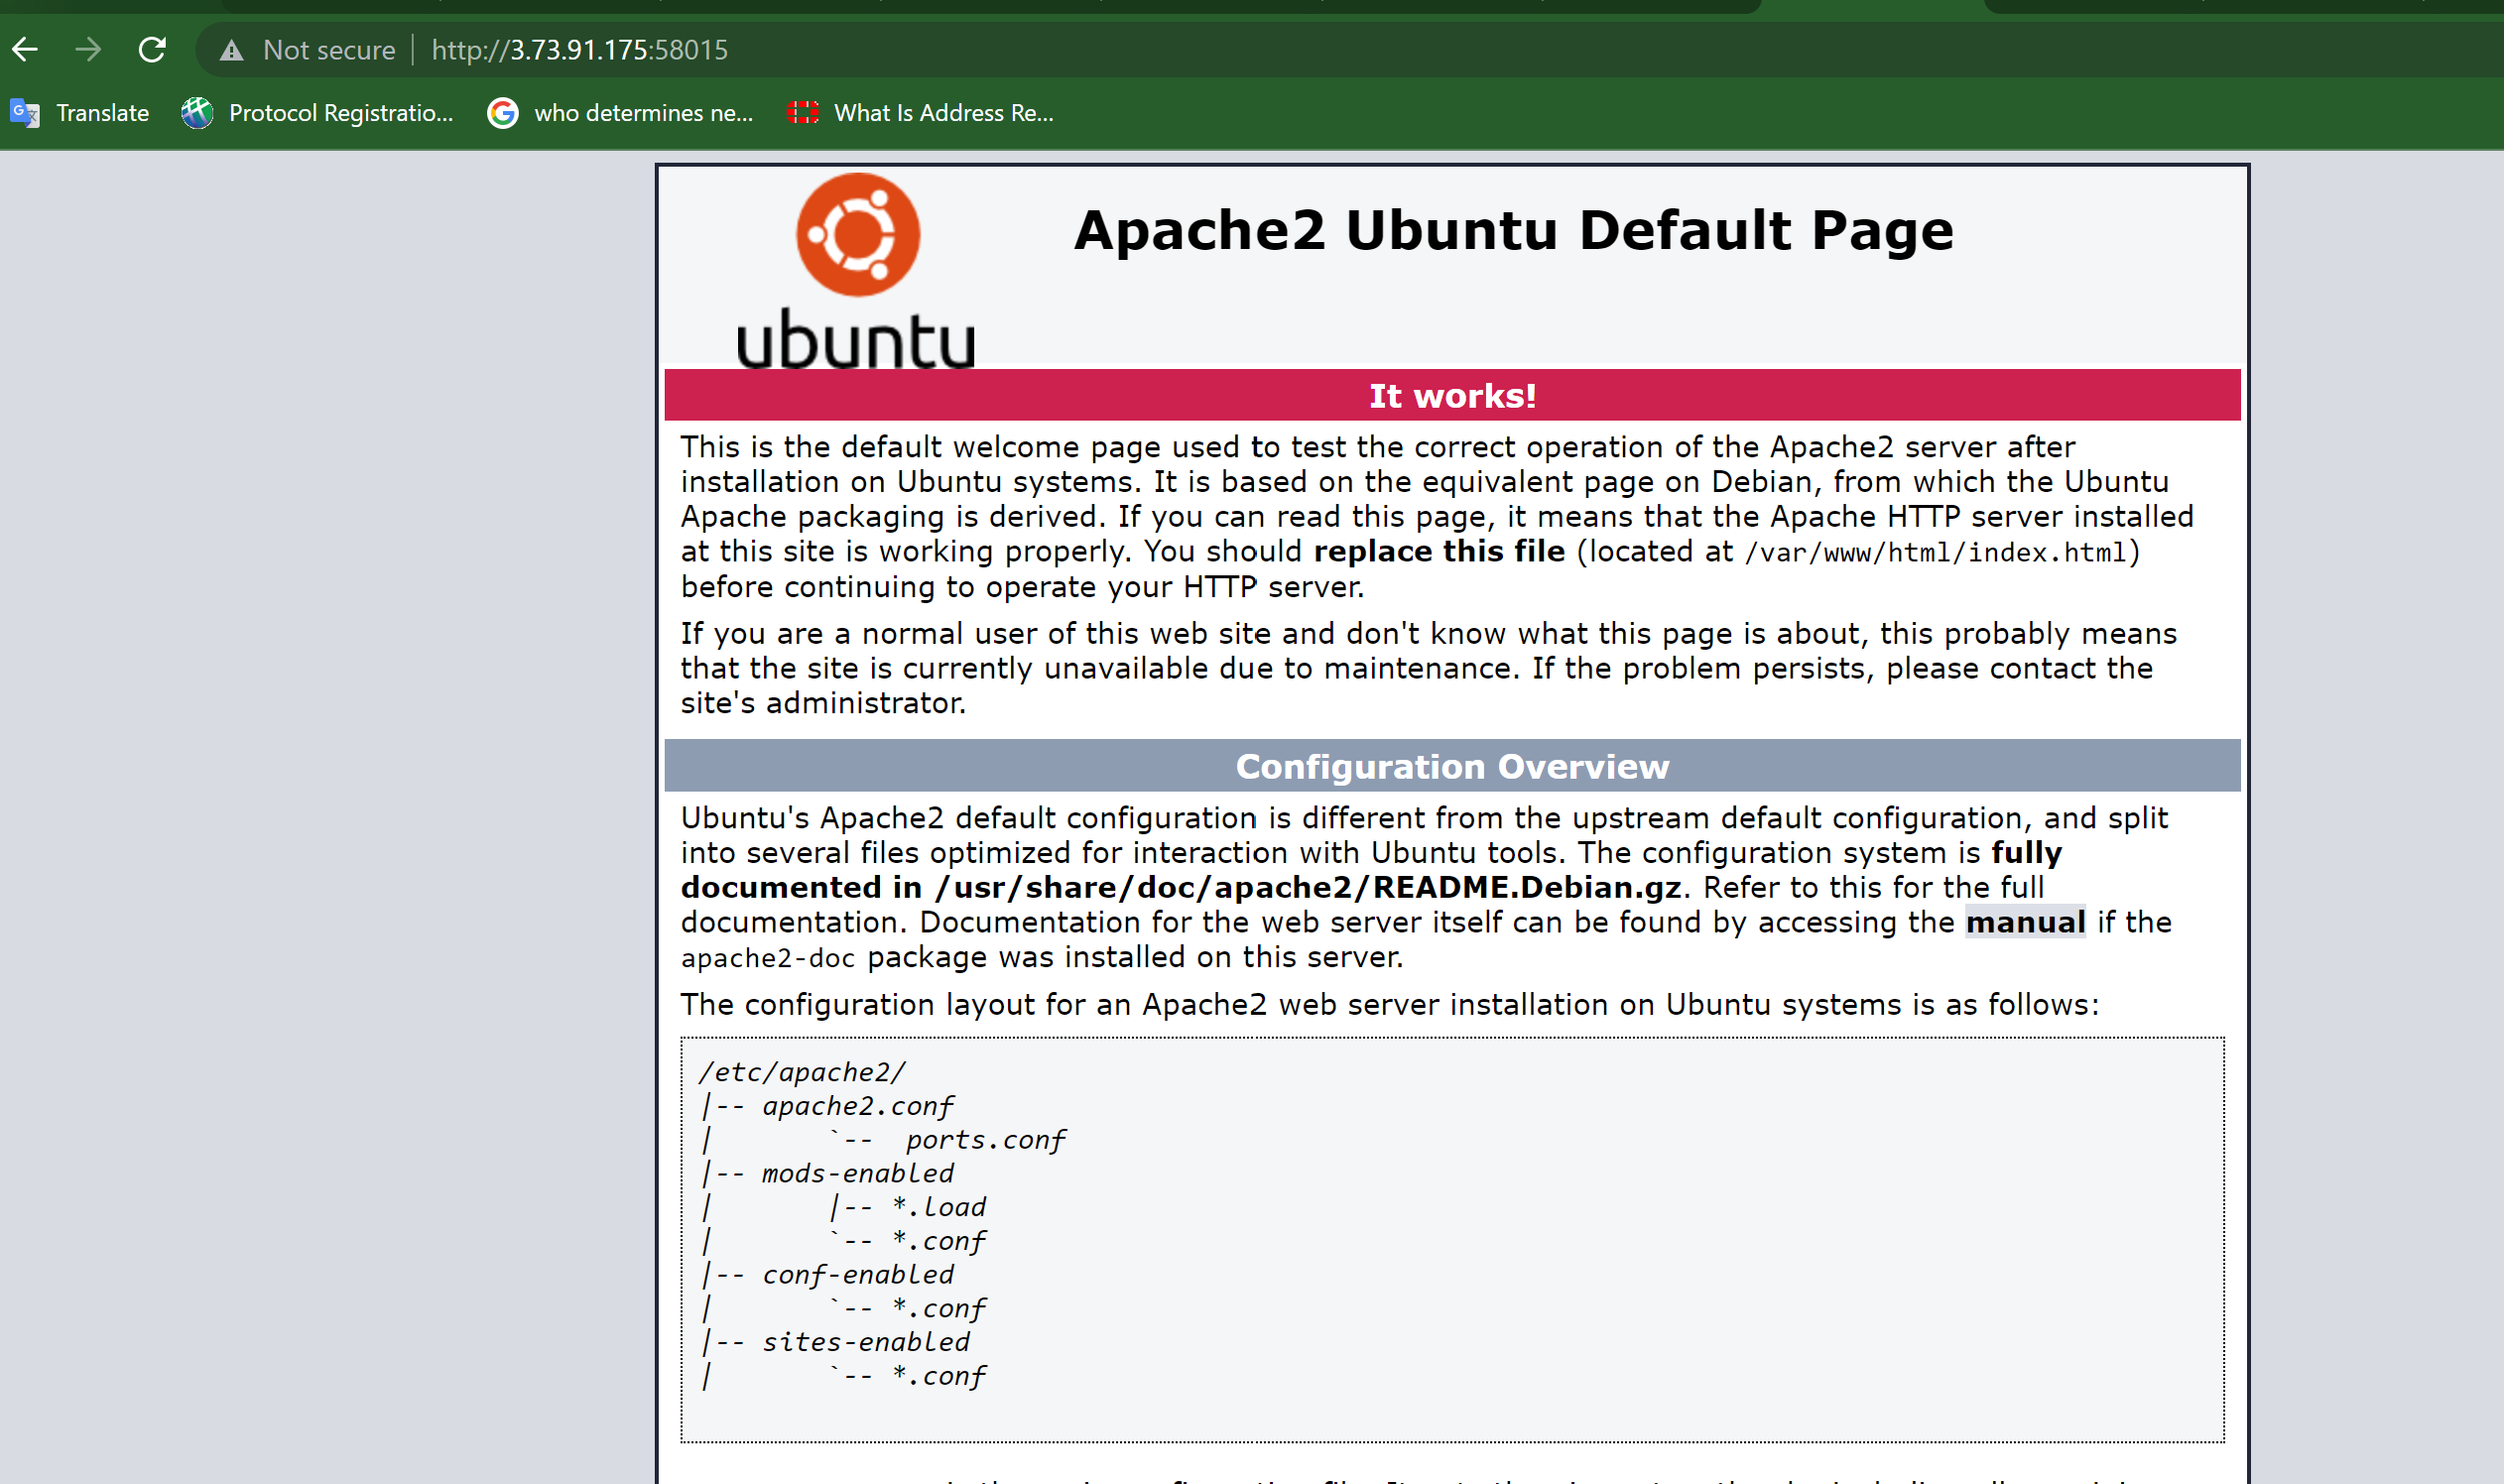 Not secure http://3.73.91.175:58015
Translate Protocol Registratio... who determines ne... What Is Address Re...
Apache2 Ubuntu Default Page
ubuntu
It works!
This is the default welcome page used to test the correct operation of the Apache2 server after
installation on Ubuntu systems. It is based on the equivalent page on Debian, from which the Ubuntu
Apache packaging is derived. If you can read this page, it means that the Apache HTTP server installed
at this site is working properly. You should replace this file (located at /var/www/html/index.html)
before continuing to operate your HTTP server.
If you are a normal user of this web site and don't know what this page is about, this probably means
that the site is currently unavailable due to maintenance. If the problem persists, please contact the
site's administrator.
Configuration Overview
Ubuntu's Apache2 default configuration is different from the upstream default configuration, and split
into several files optimized for interaction with Ubuntu tools. The configuration system is fully
documented in /usr/share/doc/apache2/README.Debian.gz. Refer to this for the full
documentation. Documentation for the web server itself can be found by accessing the manual if the
apache2-doc package was installed on this server.
The configuration layout for an Apache2 web server installation on Ubuntu systems is as follows:
/etc/apache2/
|-- apache2.conf
|       `--  ports.conf
|-- mods-enabled
|       |-- *.load
|       `-- *.conf
|-- conf-enabled
|       `-- *.conf
|-- sites-enabled
|       `-- *.conf